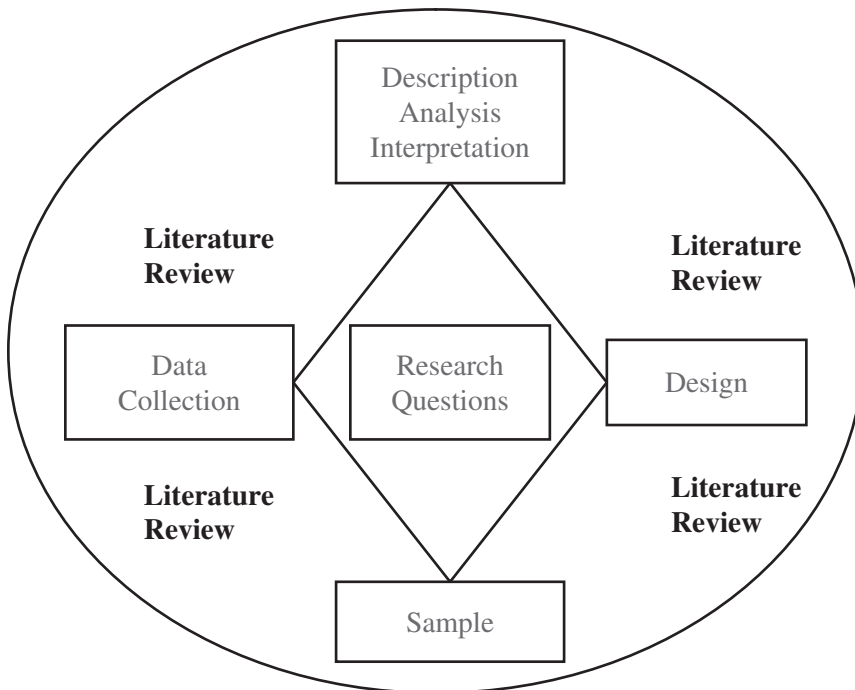 Description
Analysis
Interpretation
Literature
Review
Literature
Review
Data
Collection
Research
Questions
Design
Literature
Review
Literature
Review
Sample